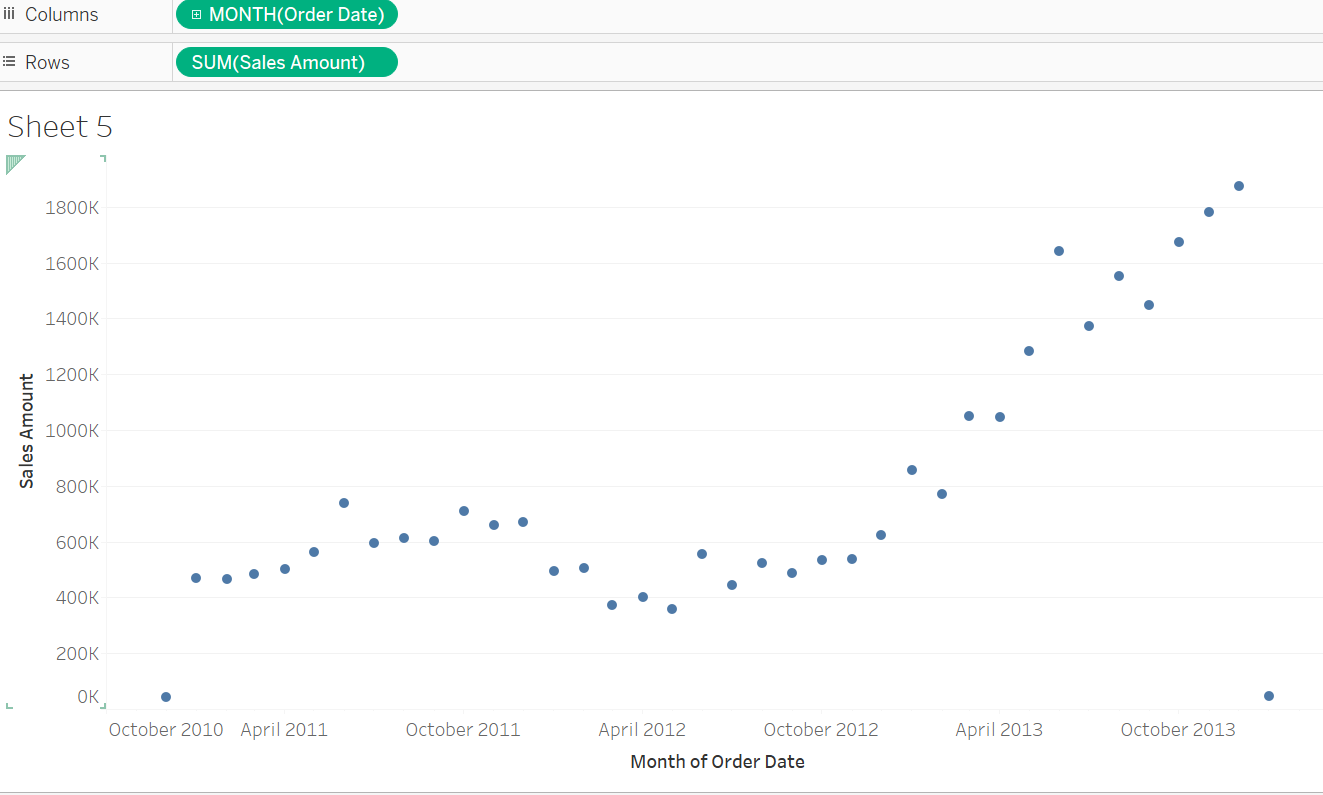 Columns
MONTH(Order Date)
Rows
SUM(Sales Amount)
Sheet 5
1800K
1600K
1400K
1200K
1000K
800K
600K
400K
200K
0K
Sales Amount
October 2010 April 2011 October 2011 April 2012 October 2012 April 2013 October 2013
Month of Order Date